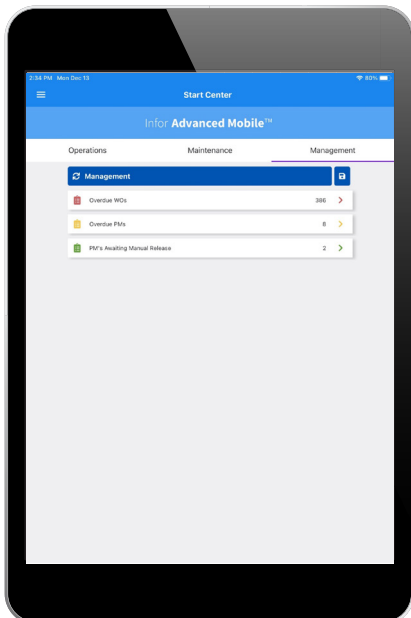 2:54 PM Mon Dec 13 80%
Start Center
Infor Advanced Mobile™
Operations Maintenance Management
Management
Overdue WOs 366
Overdue PMs 8
PM's Awaiting Manual Release 2